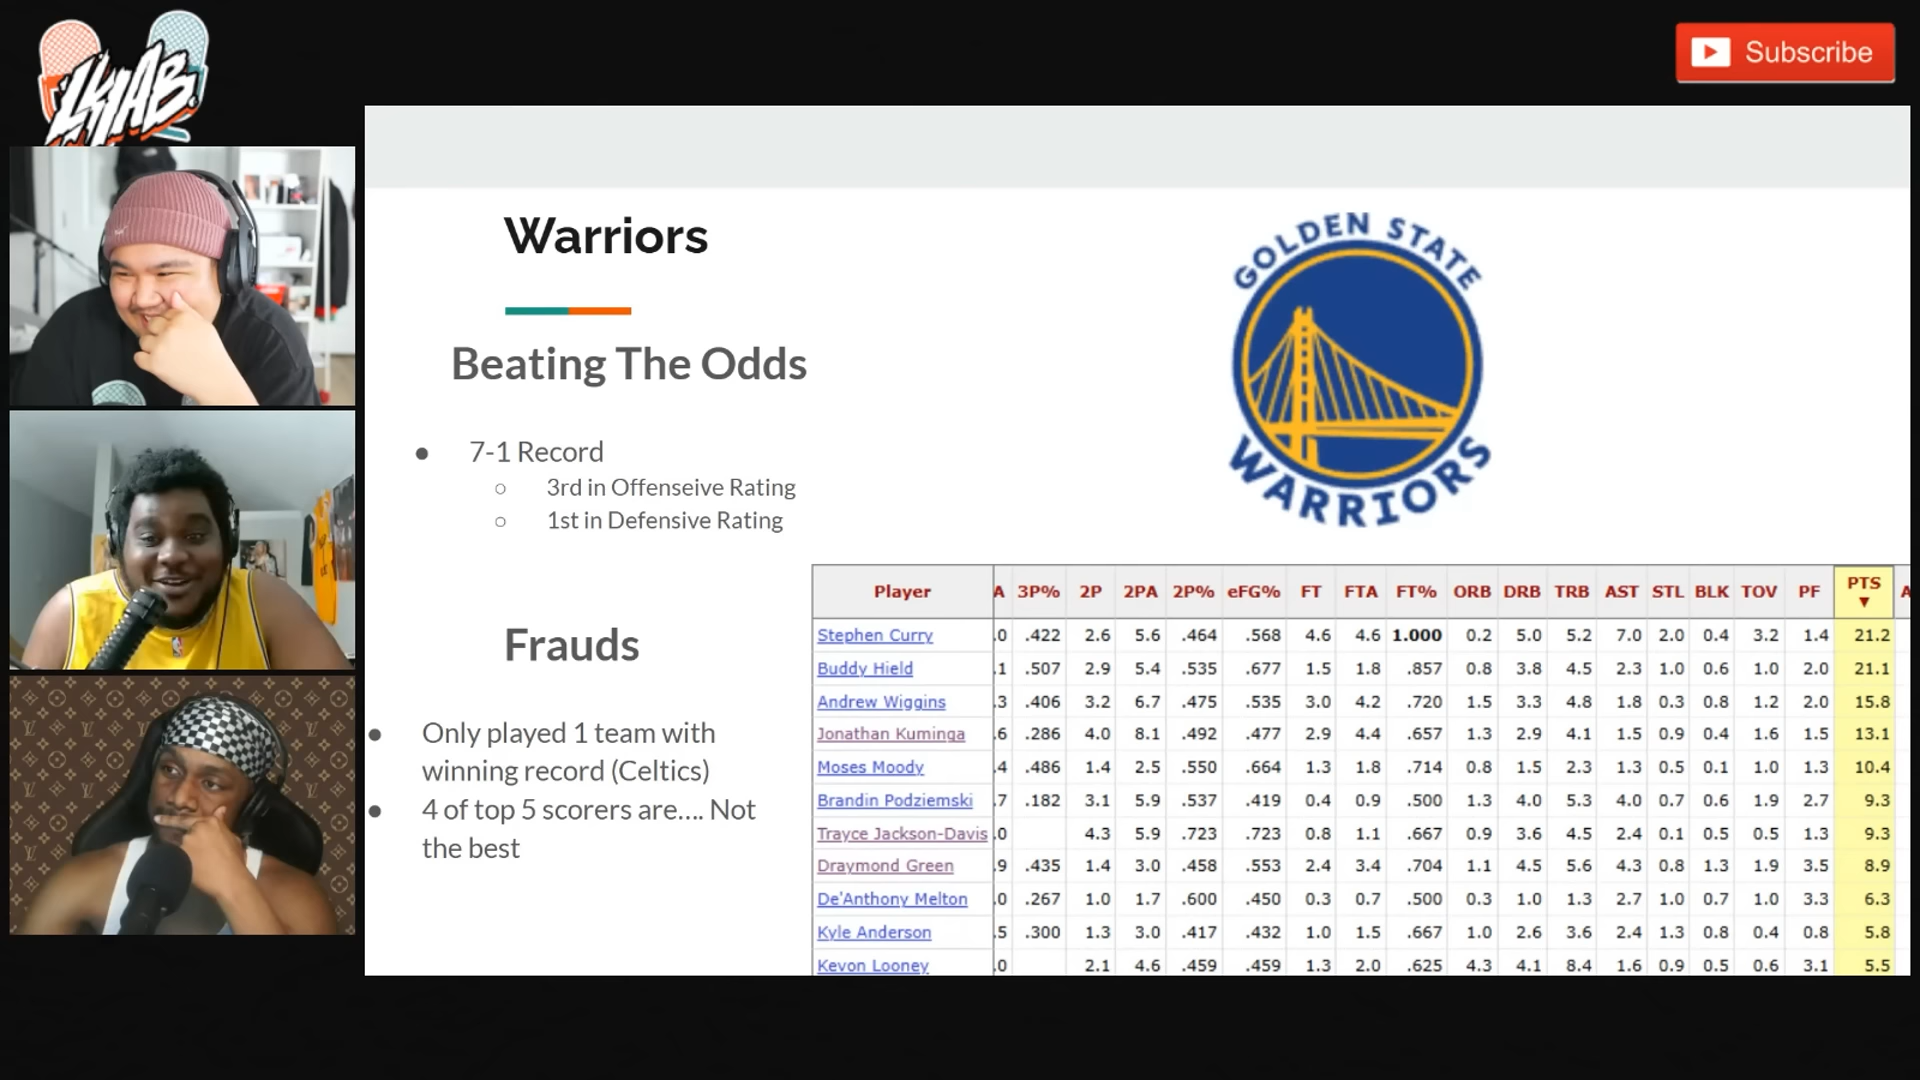 LKIAB
Subscribe
Warriors
Beating The Odds
● 7-1 Record
○ 3rd in Offenseive Rating
○ 1st in Defensive Rating
Frauds
● Only played 1 team with
winning record (Celtics)
● 4 of top 5 scorers are.... Not
the best
GOLDEN STATE
WARRIORS
Player A 3P% 2P 2PA 2P% eFG% FT FTA FT% ORB DRB TRB AST STL BLK TOV PF PTS ▼ A
Stephen Curry .0 .422 2.6 5.6 .464 .568 4.6 4.6 1.000 0.2 5.0 5.2 7.0 2.0 0.4 3.2 1.4 21.2
Buddy Hield .1 .507 2.9 5.4 .535 .677 1.5 1.8 .857 0.8 3.8 4.5 2.3 1.0 0.6 1.0 2.0 21.1
Andrew Wiggins .3 .406 3.2 6.7 .475 .535 3.0 4.2 .720 1.5 3.3 4.8 1.8 0.3 0.8 1.2 2.0 15.8
Jonathan Kuminga .6 .286 4.0 8.1 .492 .477 2.9 4.4 .657 1.3 2.9 4.1 1.5 0.9 0.4 1.6 1.5 13.1
Moses Moody .4 .486 1.4 2.5 .550 .664 1.3 1.8 .714 0.8 1.5 2.3 1.3 0.5 0.1 1.0 1.3 10.4
Brandin Podziemski .7 .182 3.1 5.9 .537 .419 0.4 0.9 .500 1.3 4.0 5.3 4.0 0.7 0.6 1.9 2.7 9.3
Trayce Jackson-Davis .0 4.3 5.9 .723 .723 0.8 1.1 .667 0.9 3.6 4.5 2.4 0.1 0.5 0.5 1.3 9.3
Draymond Green .9 .435 1.4 3.0 .458 .553 2.4 3.4 .704 1.1 4.5 5.6 4.3 0.8 1.3 1.9 3.5 8.9
De'Anthony Melton .0 .267 1.0 1.7 .600 .450 0.3 0.7 .500 0.3 1.0 1.3 2.7 1.0 0.7 1.0 3.3 6.3
Kyle Anderson .5 .300 1.3 3.0 .417 .432 1.0 1.5 .667 1.0 2.6 3.6 2.4 1.3 0.8 0.4 0.8 5.8
Kevon Looney .0 2.1 4.6 .459 .459 1.3 2.0 .625 4.3 4.1 8.4 1.6 0.9 0.5 0.6 3.1 5.5